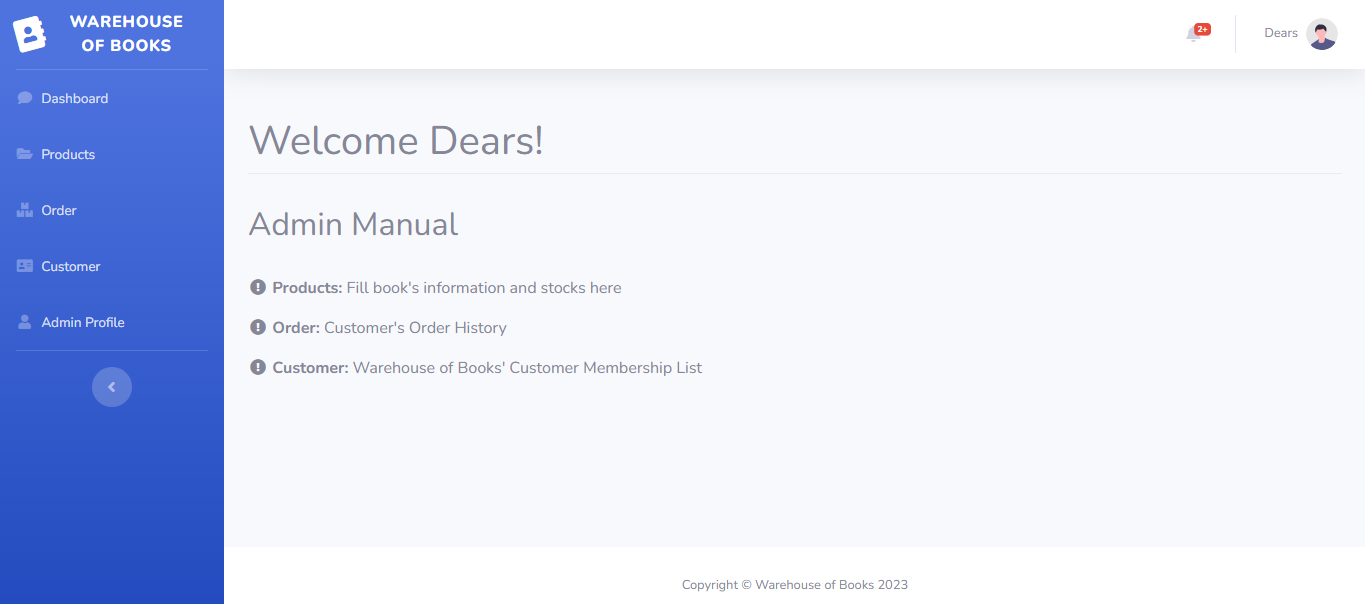 WAREHOUSE
OF BOOKS
2+
Dears
Dashboard
Products
Order
Customer
Admin Profile
Welcome Dears!
Admin Manual
Products: Fill book's information and stocks here
Order: Customer's Order History
Customer: Warehouse of Books' Customer Membership List
Copyright © Warehouse of Books 2023